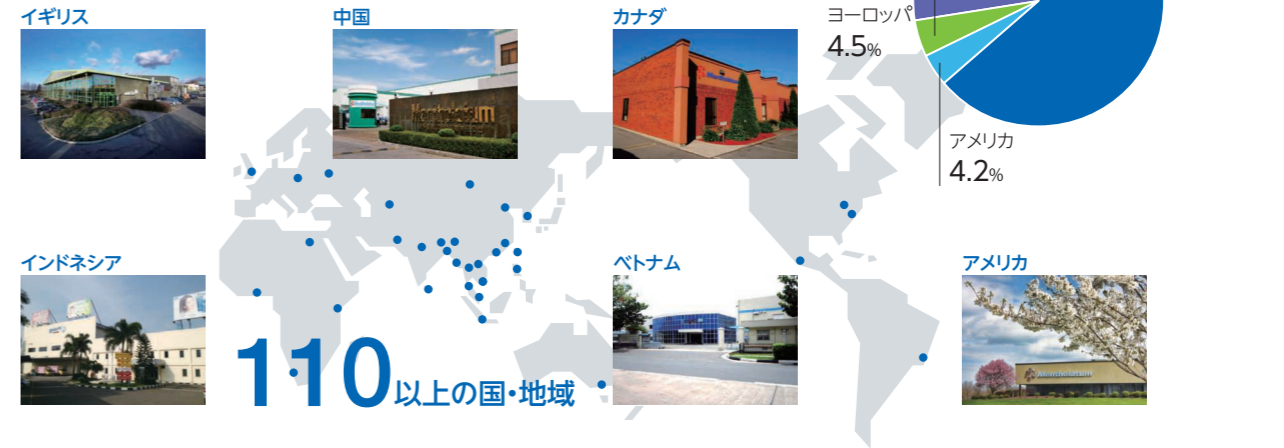 イギリス
中国
カナダ
ヨーロッパ
4.5%
Mentholatum
アメリカ
4.2%
インドネシア
ベトナム
アメリカ
Mentholatum
110以上の国・地域